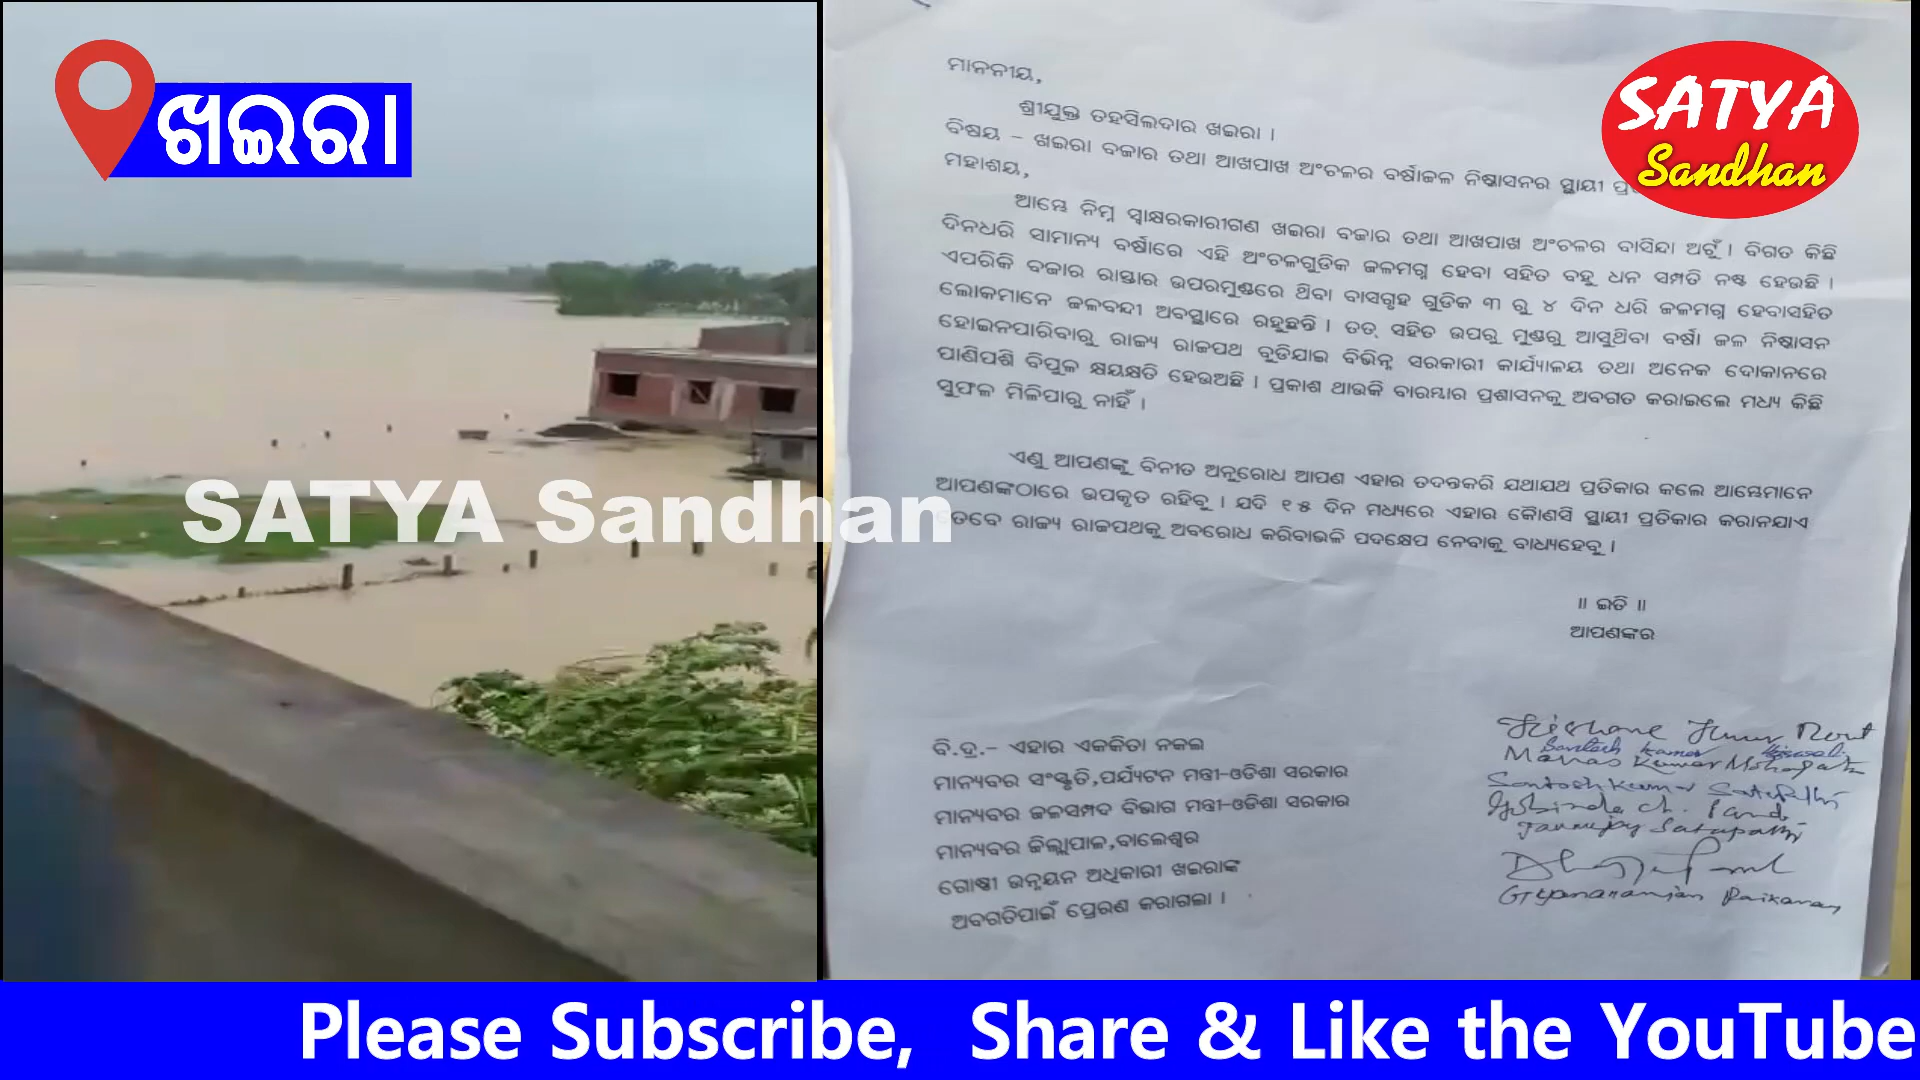 ଖଇରା
SATYA
Sandhan
SATYA Sandhan
ମାନନୀୟ,
ଶ୍ରୀଯୁକ୍ତ ତହସିଲଦାର ଖଇରା ।
ବିଷୟ – ଖଇରା ବଜାର ତଥା ଆଖପାଖ ଅଂଚଳର ବର୍ଷାଜଳ ନିଷ୍କାସନର ସ୍ଥାୟୀ
ମହାଶୟ,
ଆମ୍ଭେ ନିମ୍ନ ସ୍ୱାକ୍ଷରକାରୀଗଣ ଖଇରା ବଜାର ତଥା ଆଖପାଖ ଅଂଚଳର ବାସିନ୍ଦା ଅଟୁଁ । ବିଗତ କିଛି
ଦିନଧରି ସାମାନ୍ୟ ବର୍ଷାରେ ଏହି ଅଂଚଳଗୁଡିକ ଜଳମଗ୍ନ ହେବା ସହିତ ବହୁ ଧନ ସମ୍ପତି ନଷ୍ଟ ହେଉଛି ।
ଏପରିକି ବଜାର ରାସ୍ତାର ଉପରମୁଣ୍ଡରେ ଥିବା ବାସଗୃହ ଗୁଡିକ ୩ ରୁ ୪ ଦିନ ଧରି ଜଳମଗ୍ନ ହେବାସହିତ
ଲୋକମାନେ ଜଳବନ୍ଦୀ ଅବସ୍ଥାରେ ରହୁଛନ୍ତି । ତତ୍ ସହିତ ଉପରୁ ମୁଣ୍ଡରୁ ଆସୁଥିବା ବର୍ଷା ଜଳ ନିଷ୍କାସନ
ହୋଇନପାରିବାରୁ ରାଜ୍ୟ ରାଜପଥ ବୁଡିଯାଇ ବିଭିନ୍ନ ସରକାରୀ କାର୍ଯ୍ୟାଳୟ ତଥା ଅନେକ ଦୋକାନରେ
ପାଣିପଶି ବିପୁଳ କ୍ଷୟକ୍ଷତି ହେଉଅଛି । ପ୍ରକାଶ ଥାଉକି ବାରମ୍ଭାର ପ୍ରଶାସନକୁ ଅବଗତ କରାଇଲେ ମଧ୍ୟ କିଛି
ସୁଫଳ ମିଳିପାରୁ ନାହିଁ ।
ଏଣୁ ଆପଣଙ୍କୁ ବିନୀତ ଅନୁରୋଧ ଆପଣ ଏହାର ତଦନ୍ତକରି ଯଥାଯଥ ପ୍ରତିକାର କଲେ ଆମ୍ଭେମାନେ
ଆପଣଙ୍କଠାରେ ଉପକୃତ ରହିବୁ । ଯଦି ୧୫ ଦିନ ମଧ୍ୟରେ ଏହାର କୌଣସି ସ୍ଥାୟୀ ପ୍ରତିକାର କରାନଯାଏ
ତେବେ ରାଜ୍ୟ ରାଜପଥକୁ ଅବରୋଧ କରିବାଭଳି ପଦକ୍ଷେପ ନେବାକୁ ବାଧ୍ୟହେବୁ ।
॥ ଇତି ॥
ଆପଣଙ୍କର
ବି.ଦ୍ର.– ଏହାର ଏକକିତା ନକଲ
ମାନ୍ୟବର ସଂସ୍କୃତି,ପର୍ଯ୍ୟଟନ ମନ୍ତ୍ରୀ–ଓଡିଶା ସରକାର
ମାନ୍ୟବର ଜଳସମ୍ପଦ ବିଭାଗ ମନ୍ତ୍ରୀ–ଓଡିଶା ସରକାର
ମାନ୍ୟବର ଜିଲ୍ଲାପାଳ,ବାଲେଶ୍ୱର
ଗୋଷ୍ଠୀ ଉନ୍ନୟନ ଅଧିକାରୀ ଖଇରାଙ୍କ
ଅବଗତିପାଇଁ ପ୍ରେରଣ କରାଗଲା ।
Santosh Kumar
Manas Kumar Mohapatra
Santosh Kumar Satpathy
Gobinda ch.
Satapathy
Gyanaranjan Paikaray
Please Subscribe, Share & Like the YouTube